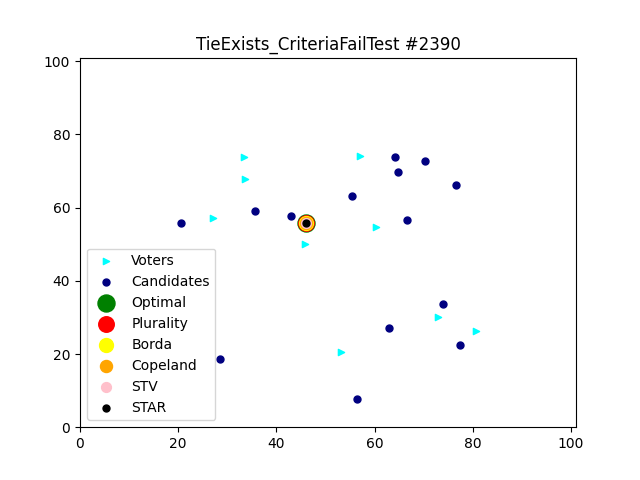 TieExists_CriteriaFailTest #2390
100
80
60
40
20
0
Voters
Candidates
Optimal
Plurality
Borda
Copeland
STV
STAR
0 20 40 60 80 100